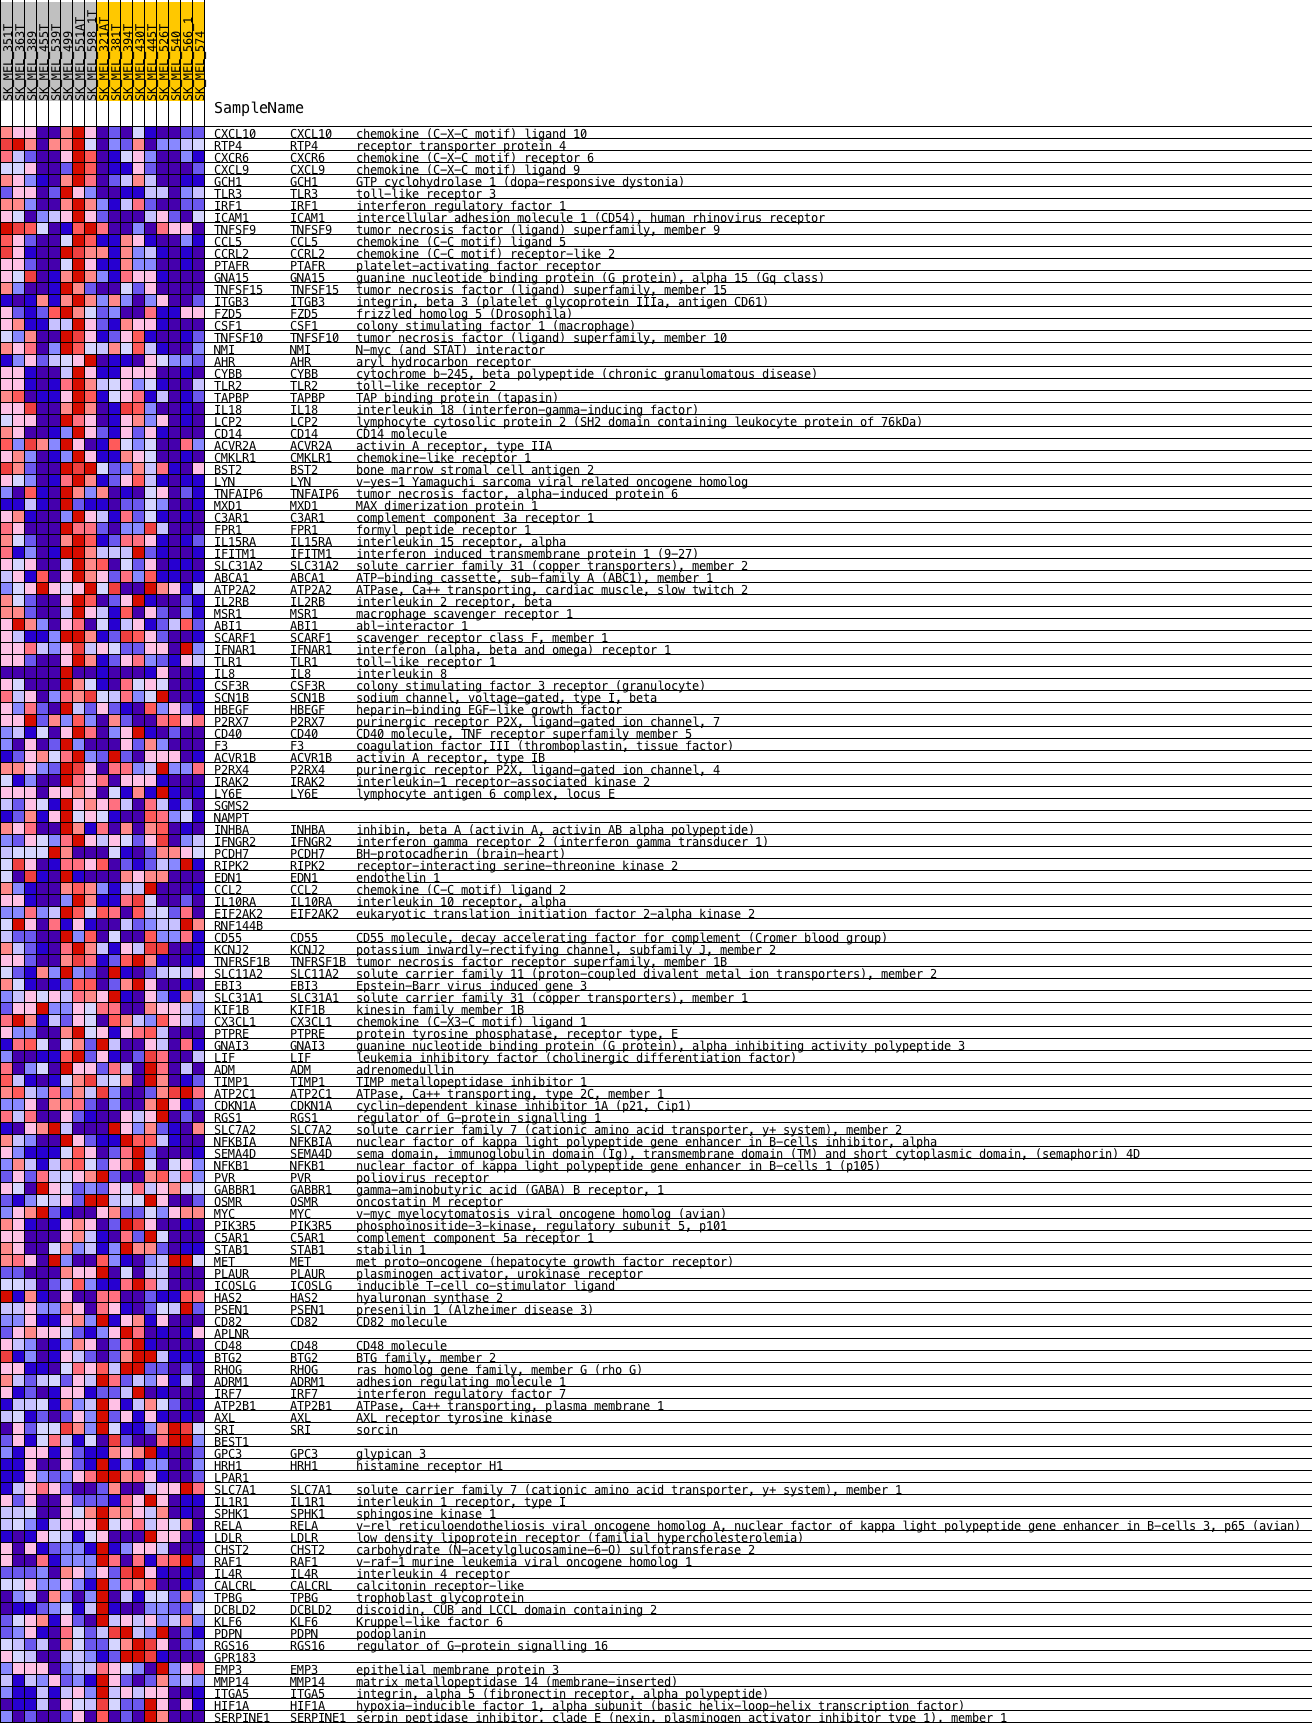 SK_MEL_351T
SK_MEL_363T
SK_MEL_389
SK_MEL_455T
SK_MEL_539T
SK_MEL_499
SK_MEL_551AT
SK_MEL_598_1T
SK_MEL_321AT
SK_MEL_381T
SK_MEL_394T
SK_MEL_430T
SK_MEL_445T
SK_MEL_526T
SK_MEL_540
SK_MEL_566_1
SK_MEL_574
SampleName
CXCL10 CXCL10 chemokine (C-X-C motif) ligand 10
RTP4 RTP4 receptor transporter protein 4
CXCR6 CXCR6 chemokine (C-X-C motif) receptor 6
CXCL9 CXCL9 chemokine (C-X-C motif) ligand 9
GCH1 GCH1 GTP cyclohydrolase 1 (dopa-responsive dystonia)
TLR3 TLR3 toll-like receptor 3
IRF1 IRF1 interferon regulatory factor 1
ICAM1 ICAM1 intercellular adhesion molecule 1 (CD54), human rhinovirus receptor
TNFSF9 TNFSF9 tumor necrosis factor (ligand) superfamily, member 9
CCL5 CCL5 chemokine (C-C motif) ligand 5
CCRL2 CCRL2 chemokine (C-C motif) receptor-like 2
PTAFR PTAFR platelet-activating factor receptor
GNA15 GNA15 guanine nucleotide binding protein (G protein), alpha 15 (Gq class)
TNFSF15 TNFSF15 tumor necrosis factor (ligand) superfamily, member 15
ITGB3 ITGB3 integrin, beta 3 (platelet glycoprotein IIIa, antigen CD61)
FZD5 FZD5 frizzled homolog 5 (Drosophila)
CSF1 CSF1 colony stimulating factor 1 (macrophage)
TNFSF10 TNFSF10 tumor necrosis factor (ligand) superfamily, member 10
NMI NMI N-myc (and STAT) interactor
AHR AHR aryl hydrocarbon receptor
CYBB CYBB cytochrome b-245, beta polypeptide (chronic granulomatous disease)
TLR2 TLR2 toll-like receptor 2
TAPBP TAPBP TAP binding protein (tapasin)
IL18 IL18 interleukin 18 (interferon-gamma-inducing factor)
LCP2 LCP2 lymphocyte cytosolic protein 2 (SH2 domain containing leukocyte protein of 76kDa)
CD14 CD14 CD14 molecule
ACVR2A ACVR2A activin A receptor, type IIA
CMKLR1 CMKLR1 chemokine-like receptor 1
BST2 BST2 bone marrow stromal cell antigen 2
LYN LYN v-yes-1 Yamaguchi sarcoma viral related oncogene homolog
TNFAIP6 TNFAIP6 tumor necrosis factor, alpha-induced protein 6
MXD1 MXD1 MAX dimerization protein 1
C3AR1 C3AR1 complement component 3a receptor 1
FPR1 FPR1 formyl peptide receptor 1
IL15RA IL15RA interleukin 15 receptor, alpha
IFITM1 IFITM1 interferon induced transmembrane protein 1 (9-27)
SLC31A2 SLC31A2 solute carrier family 31 (copper transporters), member 2
ABCA1 ABCA1 ATP-binding cassette, sub-family A (ABC1), member 1
ATP2A2 ATP2A2 ATPase, Ca++ transporting, cardiac muscle, slow twitch 2
IL2RB IL2RB interleukin 2 receptor, beta
MSR1 MSR1 macrophage scavenger receptor 1
ABI1 ABI1 abl-interactor 1
SCARF1 SCARF1 scavenger receptor class F, member 1
IFNAR1 IFNAR1 interferon (alpha, beta and omega) receptor 1
TLR1 TLR1 toll-like receptor 1
IL8 IL8 interleukin 8
CSF3R CSF3R colony stimulating factor 3 receptor (granulocyte)
SCN1B SCN1B sodium channel, voltage-gated, type I, beta
HBEGF HBEGF heparin-binding EGF-like growth factor
P2RX7 P2RX7 purinergic receptor P2X, ligand-gated ion channel, 7
CD40 CD40 CD40 molecule, TNF receptor superfamily member 5
F3 F3 coagulation factor III (thromboplastin, tissue factor)
ACVR1B ACVR1B activin A receptor, type IB
P2RX4 P2RX4 purinergic receptor P2X, ligand-gated ion channel, 4
IRAK2 IRAK2 interleukin-1 receptor-associated kinase 2
LY6E LY6E lymphocyte antigen 6 complex, locus E
SGMS2
NAMPT
INHBA INHBA inhibin, beta A (activin A, activin AB alpha polypeptide)
IFNGR2 IFNGR2 interferon gamma receptor 2 (interferon gamma transducer 1)
PCDH7 PCDH7 BH-protocadherin (brain-heart)
RIPK2 RIPK2 receptor-interacting serine-threonine kinase 2
EDN1 EDN1 endothelin 1
CCL2 CCL2 chemokine (C-C motif) ligand 2
IL10RA IL10RA interleukin 10 receptor, alpha
EIF2AK2 EIF2AK2 eukaryotic translation initiation factor 2-alpha kinase 2
RNF144B
CD55 CD55 CD55 molecule, decay accelerating factor for complement (Cromer blood group)
KCNJ2 KCNJ2 potassium inwardly-rectifying channel, subfamily J, member 2
TNFRSF1B TNFRSF1B tumor necrosis factor receptor superfamily, member 1B
SLC11A2 SLC11A2 solute carrier family 11 (proton-coupled divalent metal ion transporters), member 2
EBI3 EBI3 Epstein-Barr virus induced gene 3
SLC31A1 SLC31A1 solute carrier family 31 (copper transporters), member 1
KIF1B KIF1B kinesin family member 1B
CX3CL1 CX3CL1 chemokine (C-X3-C motif) ligand 1
PTPRE PTPRE protein tyrosine phosphatase, receptor type, E
GNAI3 GNAI3 guanine nucleotide binding protein (G protein), alpha inhibiting activity polypeptide 3
LIF LIF leukemia inhibitory factor (cholinergic differentiation factor)
ADM ADM adrenomedullin
TIMP1 TIMP1 TIMP metallopeptidase inhibitor 1
ATP2C1 ATP2C1 ATPase, Ca++ transporting, type 2C, member 1
CDKN1A CDKN1A cyclin-dependent kinase inhibitor 1A (p21, Cip1)
RGS1 RGS1 regulator of G-protein signalling 1
SLC7A2 SLC7A2 solute carrier family 7 (cationic amino acid transporter, y+ system), member 2
NFKBIA NFKBIA nuclear factor of kappa light polypeptide gene enhancer in B-cells inhibitor, alpha
SEMA4D SEMA4D sema domain, immunoglobulin domain (Ig), transmembrane domain (TM) and short cytoplasmic domain, (semaphorin) 4D
NFKB1 NFKB1 nuclear factor of kappa light polypeptide gene enhancer in B-cells 1 (p105)
PVR PVR poliovirus receptor
GABBR1 GABBR1 gamma-aminobutyric acid (GABA) B receptor, 1
OSMR OSMR oncostatin M receptor
MYC MYC v-myc myelocytomatosis viral oncogene homolog (avian)
PIK3R5 PIK3R5 phosphoinositide-3-kinase, regulatory subunit 5, p101
C5AR1 C5AR1 complement component 5a receptor 1
STAB1 STAB1 stabilin 1
MET MET met proto-oncogene (hepatocyte growth factor receptor)
PLAUR PLAUR plasminogen activator, urokinase receptor
ICOSLG ICOSLG inducible T-cell co-stimulator ligand
HAS2 HAS2 hyaluronan synthase 2
PSEN1 PSEN1 presenilin 1 (Alzheimer disease 3)
CD82 CD82 CD82 molecule
APLNR
CD48 CD48 CD48 molecule
BTG2 BTG2 BTG family, member 2
RHOG RHOG ras homolog gene family, member G (rho G)
ADRM1 ADRM1 adhesion regulating molecule 1
IRF7 IRF7 interferon regulatory factor 7
ATP2B1 ATP2B1 ATPase, Ca++ transporting, plasma membrane 1
AXL AXL AXL receptor tyrosine kinase
SRI SRI sorcin
BEST1
GPC3 GPC3 glypican 3
HRH1 HRH1 histamine receptor H1
LPAR1
SLC7A1 SLC7A1 solute carrier family 7 (cationic amino acid transporter, y+ system), member 1
IL1R1 IL1R1 interleukin 1 receptor, type I
SPHK1 SPHK1 sphingosine kinase 1
RELA RELA v-rel reticuloendotheliosis viral oncogene homolog A, nuclear factor of kappa light polypeptide gene enhancer in B-cells 3, p65 (avian)
LDLR LDLR low density lipoprotein receptor (familial hypercholesterolemia)
CHST2 CHST2 carbohydrate (N-acetylglucosamine-6-O) sulfotransferase 2
RAF1 RAF1 v-raf-1 murine leukemia viral oncogene homolog 1
IL4R IL4R interleukin 4 receptor
CALCRL CALCRL calcitonin receptor-like
TPBG TPBG trophoblast glycoprotein
DCBLD2 DCBLD2 discoidin, CUB and LCCL domain containing 2
KLF6 KLF6 Kruppel-like factor 6
PDPN PDPN podoplanin
RGS16 RGS16 regulator of G-protein signalling 16
GPR183
EMP3 EMP3 epithelial membrane protein 3
MMP14 MMP14 matrix metallopeptidase 14 (membrane-inserted)
ITGA5 ITGA5 integrin, alpha 5 (fibronectin receptor, alpha polypeptide)
HIF1A HIF1A hypoxia-inducible factor 1, alpha subunit (basic helix-loop-helix transcription factor)
SERPINE1 SERPINE1 serpin peptidase inhibitor, clade E (nexin, plasminogen activator inhibitor type 1), member 1